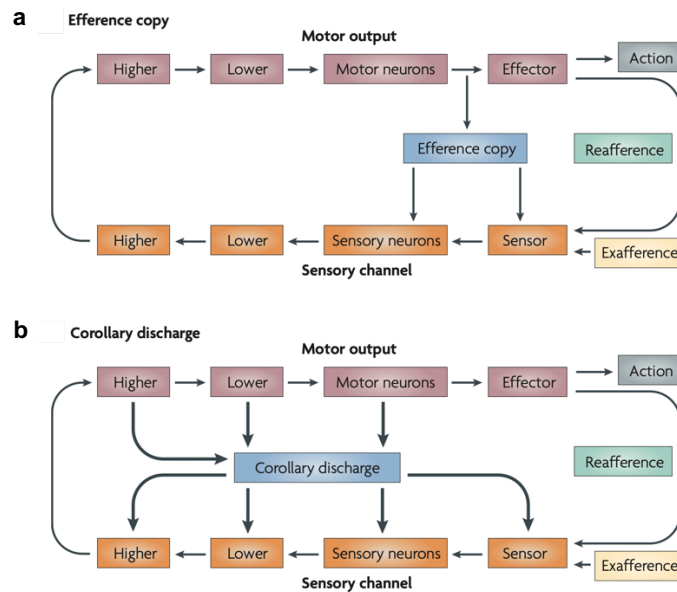 a Efference copy
Motor output
Higher Lower Motor neurons Effector Action
Efference copy Reafference
Higher Lower Sensory neurons Sensor Exafference
Sensory channel
b Corollary discharge
Motor output
Higher Lower Motor neurons Effector Action
Corollary discharge Reafference
Higher Lower Sensory neurons Sensor Exafference
Sensory channel